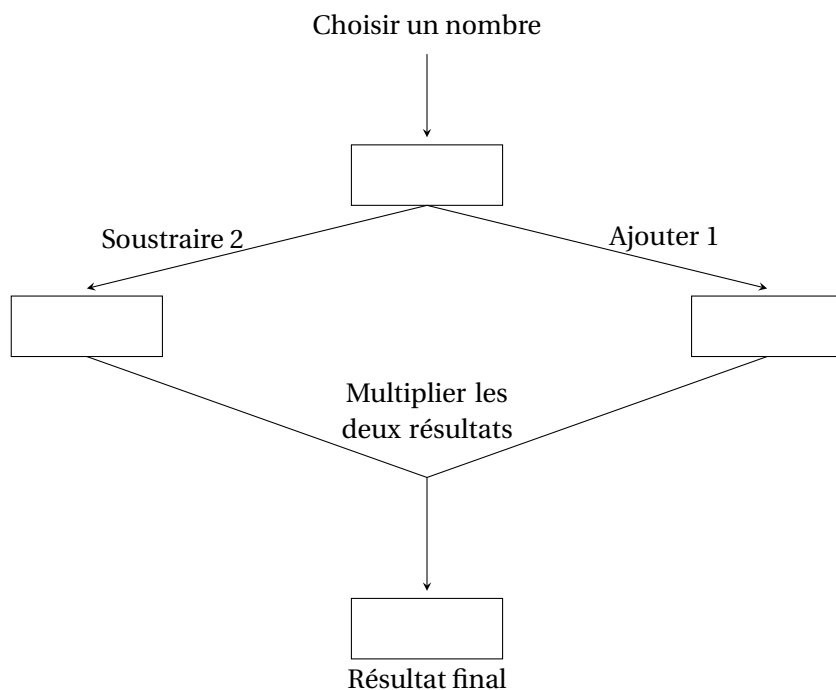 Choisir un nombre
Soustraire 2
Ajouter 1
Multiplier les
deux résultats
Résultat final